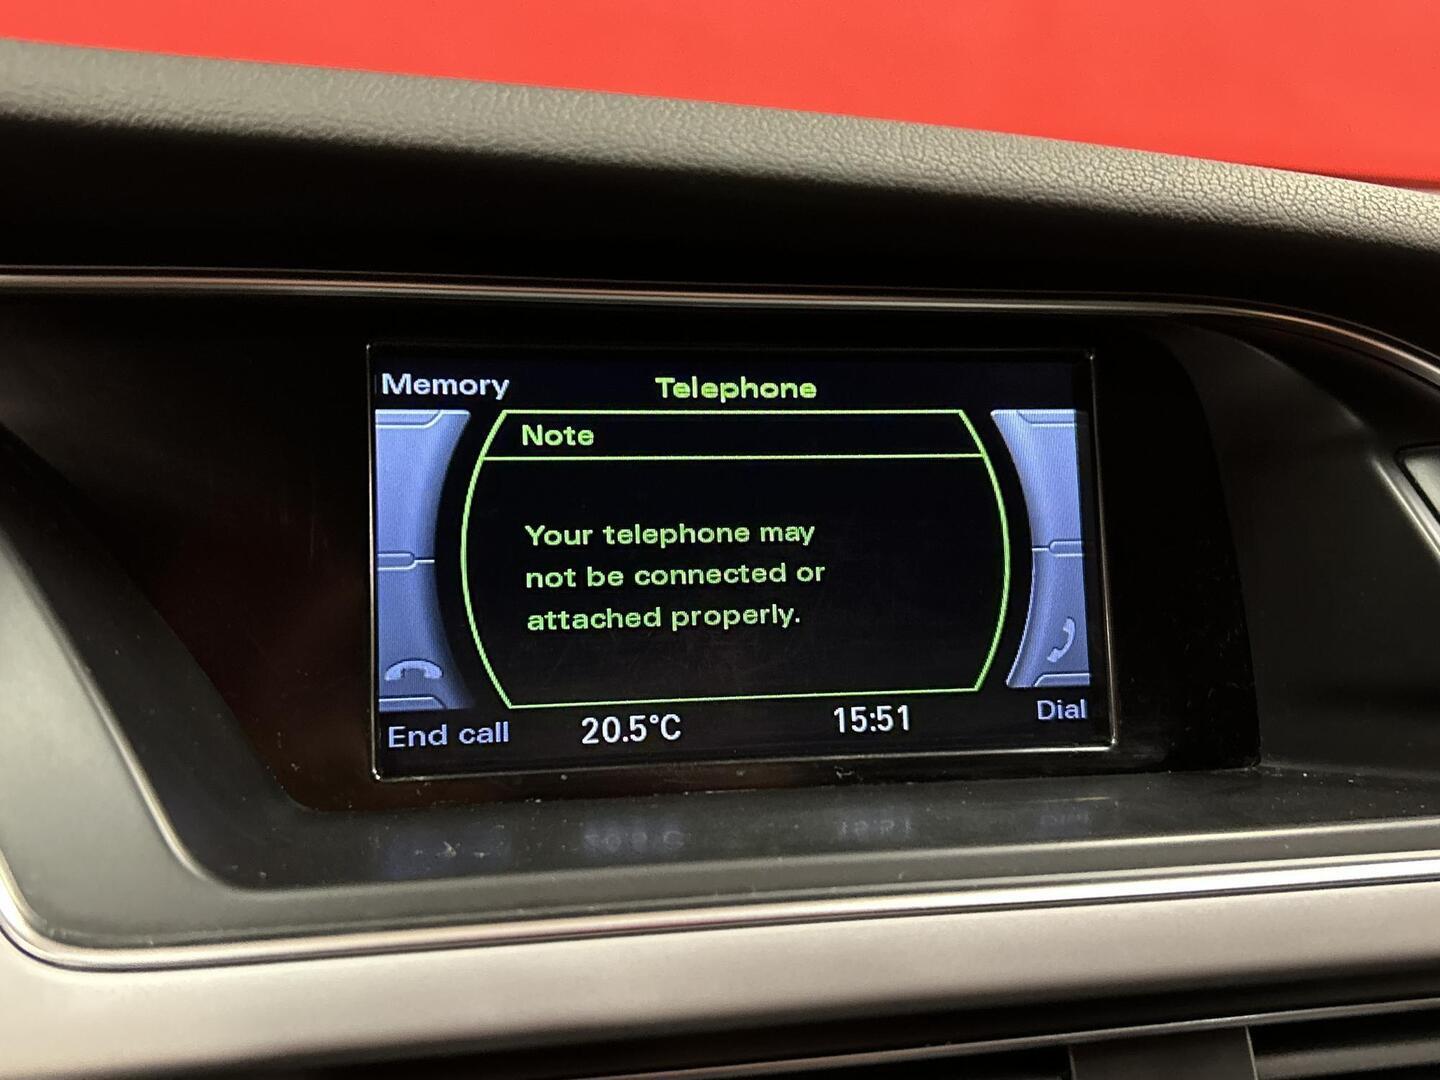 Memory
Telephone
Note
Your telephone may
not be connected or
attached properly.
End call
20.5°C
15:51
Dial